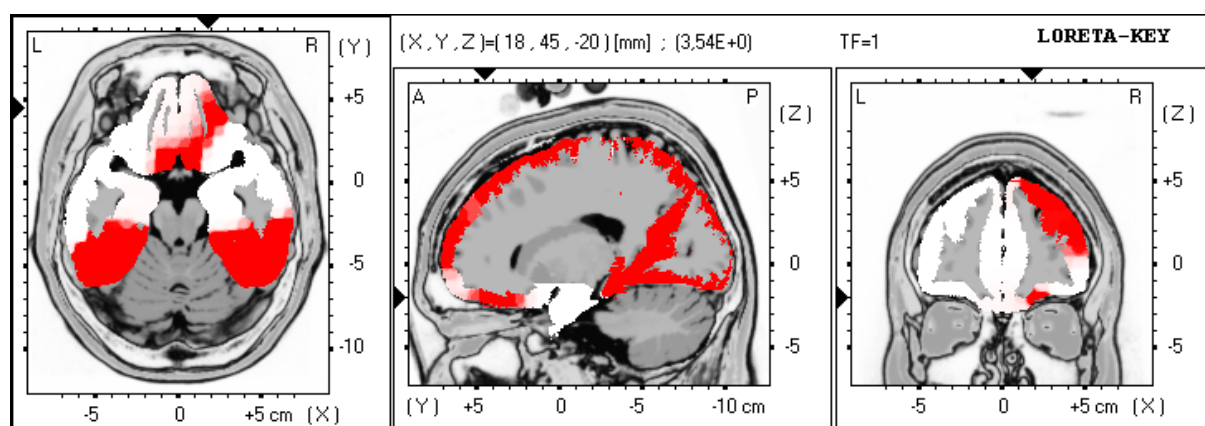 (X,Y,Z)=(18,45,-20)[mm] ; (3,54E+0) TF=1 LORETA-KEY
L R (Y)
+5
0
-5
-10
-5 0 +5 cm (X)
A P (Z)
+5
0
-5
(Y) +5 0 -5 -10 cm
L R (Z)
+5
0
-5
-5 0 +5 cm (X)